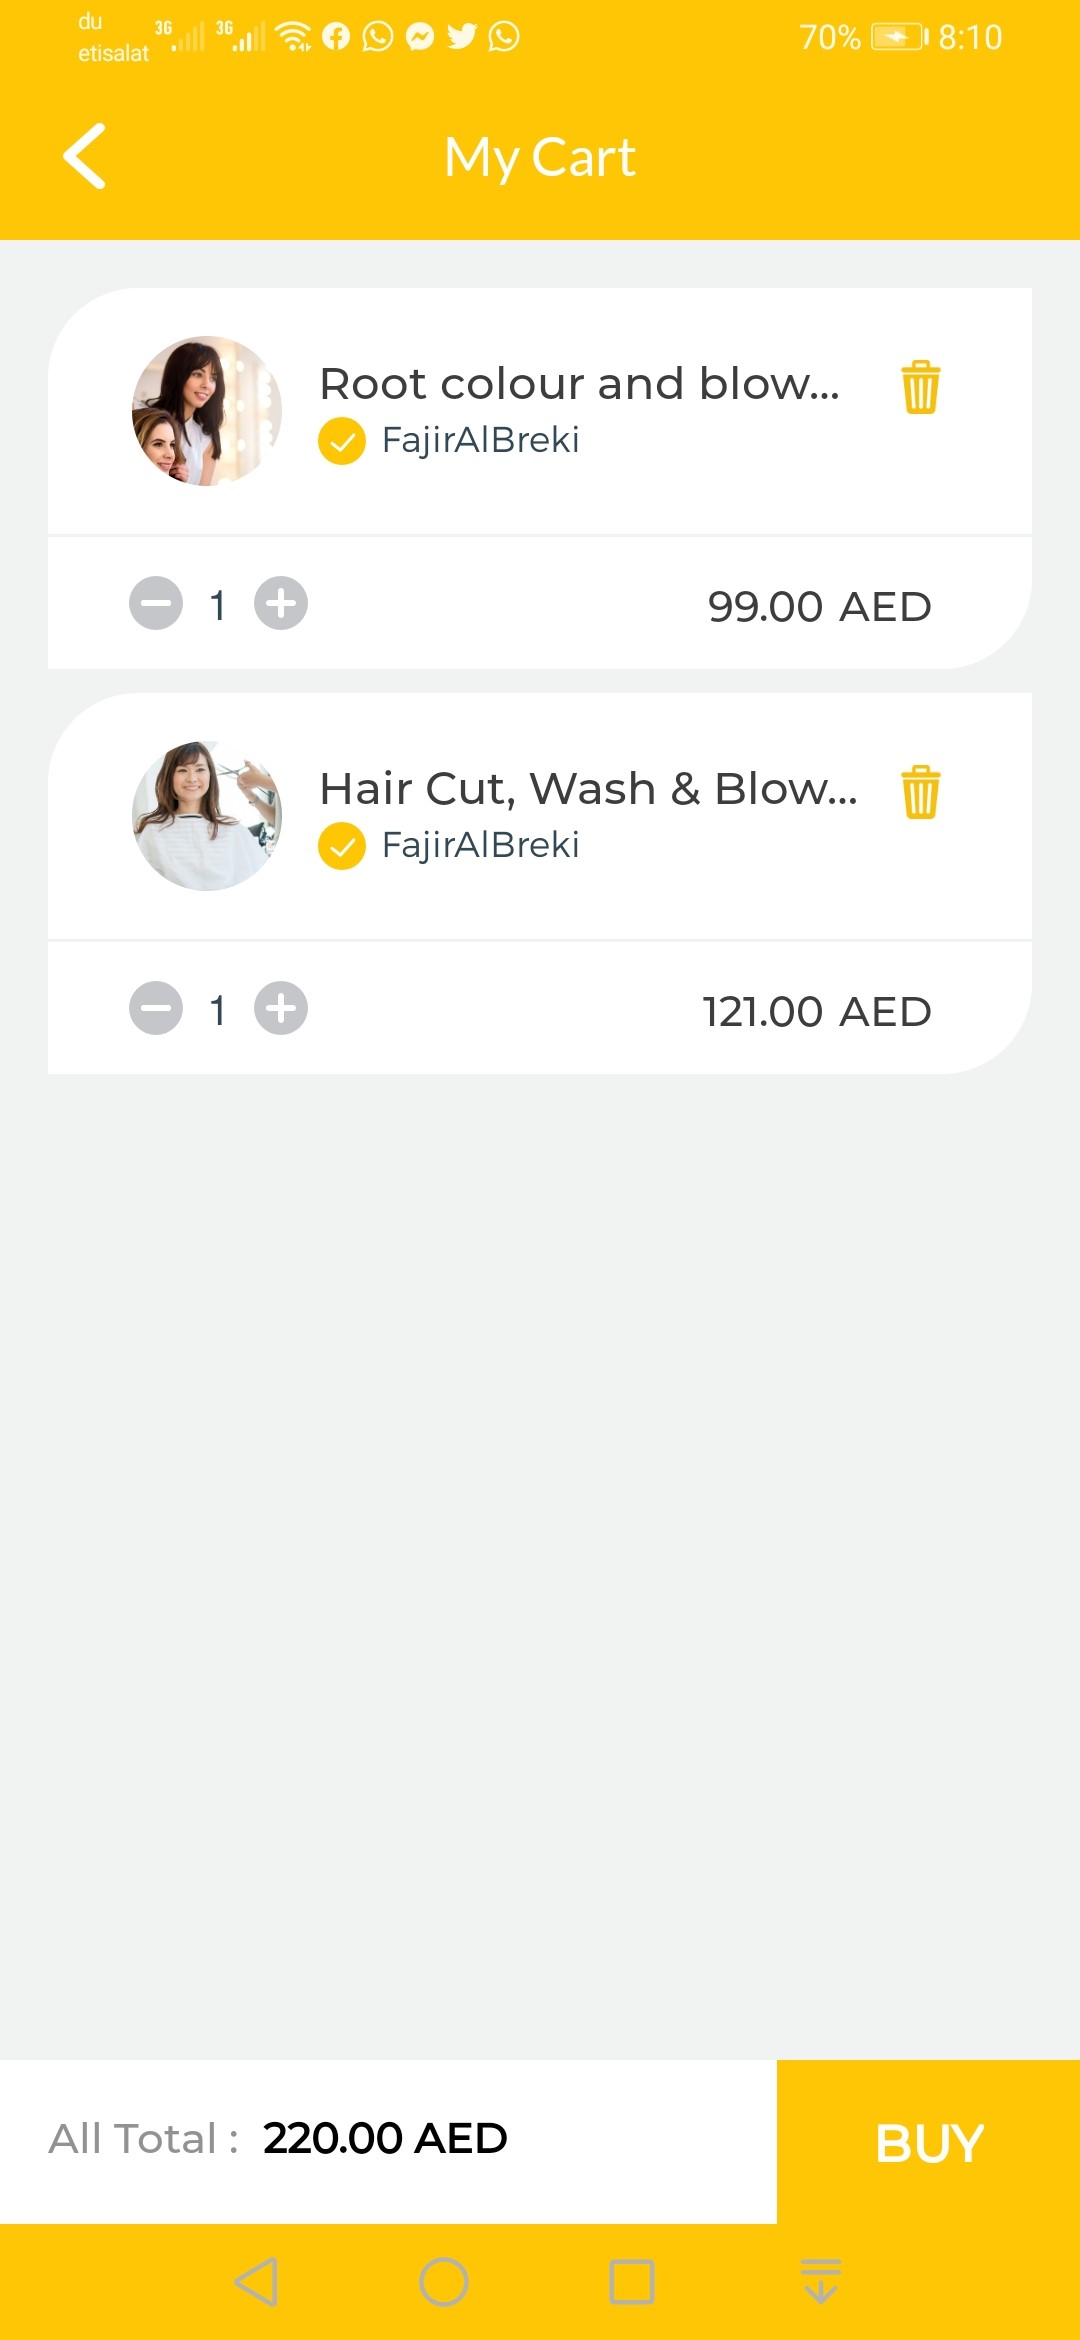 du
etisalat
3G
3G
70%
8:10
My Cart
Root colour and blow...
FajirAlBreki
1
99.00 AED
Hair Cut, Wash & Blow...
FajirAlBreki
1
121.00 AED
All Total : 220.00 AED
BUY